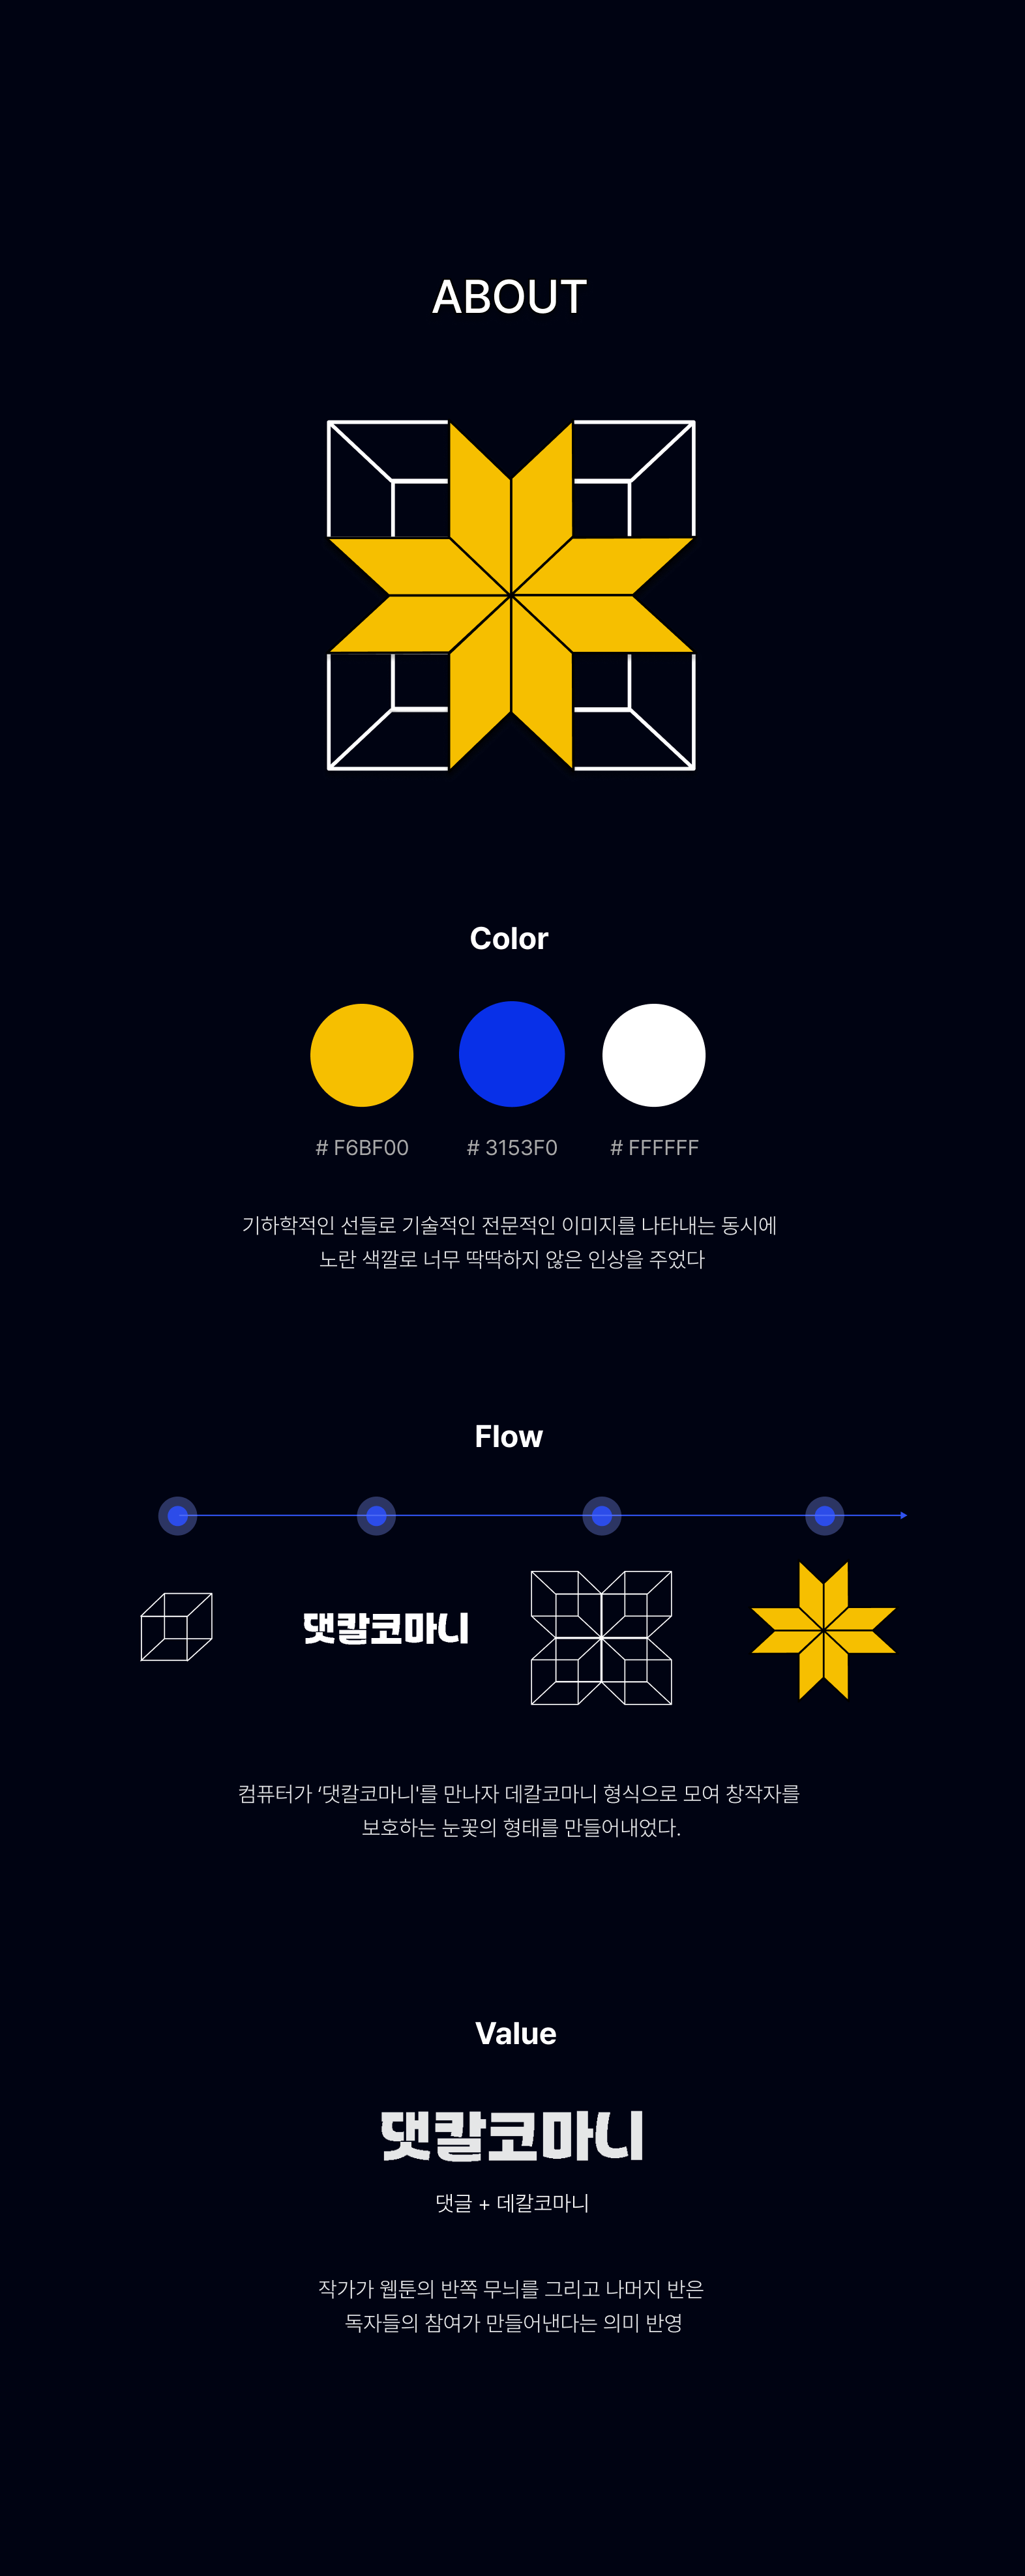 ABOUT
Color
# F6BF00
# 3153F0
# FFFFFF
기하학적인 선들로 기술적인 전문적인 이미지를 나타내는 동시에
노란 색깔로 너무 딱딱하지 않은 인상을 주었다
Flow
댓칼코마니
컴퓨터가 ‘댓칼코마니'를 만나자 데칼코마니 형식으로 모여 창작자를
보호하는 눈꽃의 형태를 만들어내었다.
Value
댓칼코마니
댓글 + 데칼코마니
작가가 웹툰의 반쪽 무늬를 그리고 나머지 반은
독자들의 참여가 만들어낸다는 의미 반영